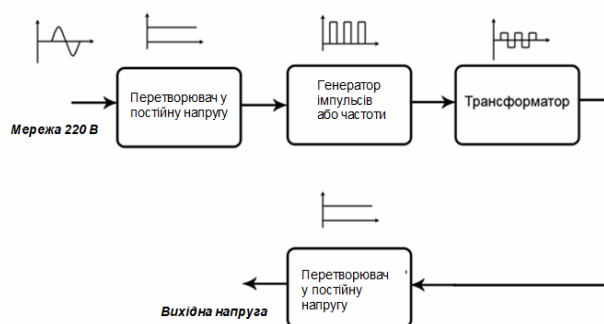 Мережа 220 В
Перетворювач у
постійну напругу
Генератор
імпульсів
або частоти
Трансформатор
Перетворювач
у постійну
напругу
Вихідна напруга